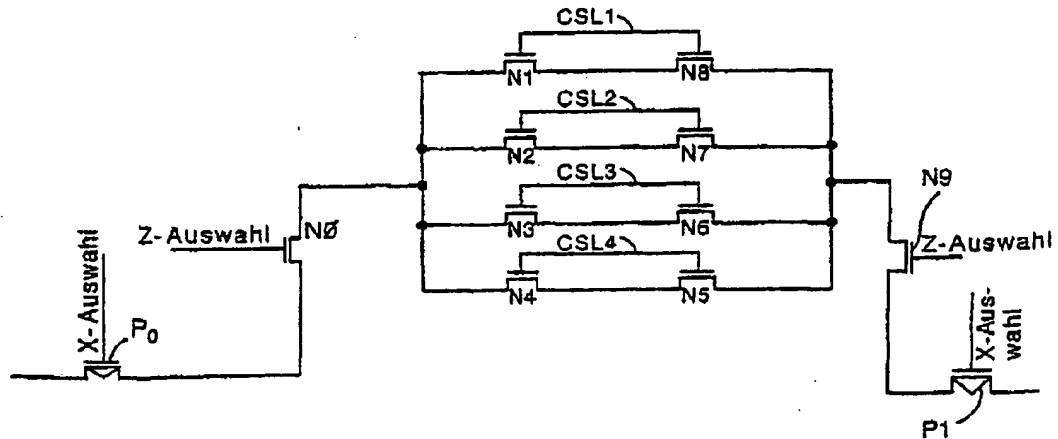 CSL1
N1
N8
CSL2
N2
N7
CSL3
N3
N6
CSL4
N4
N5
Z-Auswahl
NØ
X-Auswahl
P0
N9
Z-Auswahl
X-Aus-
wahl
P1